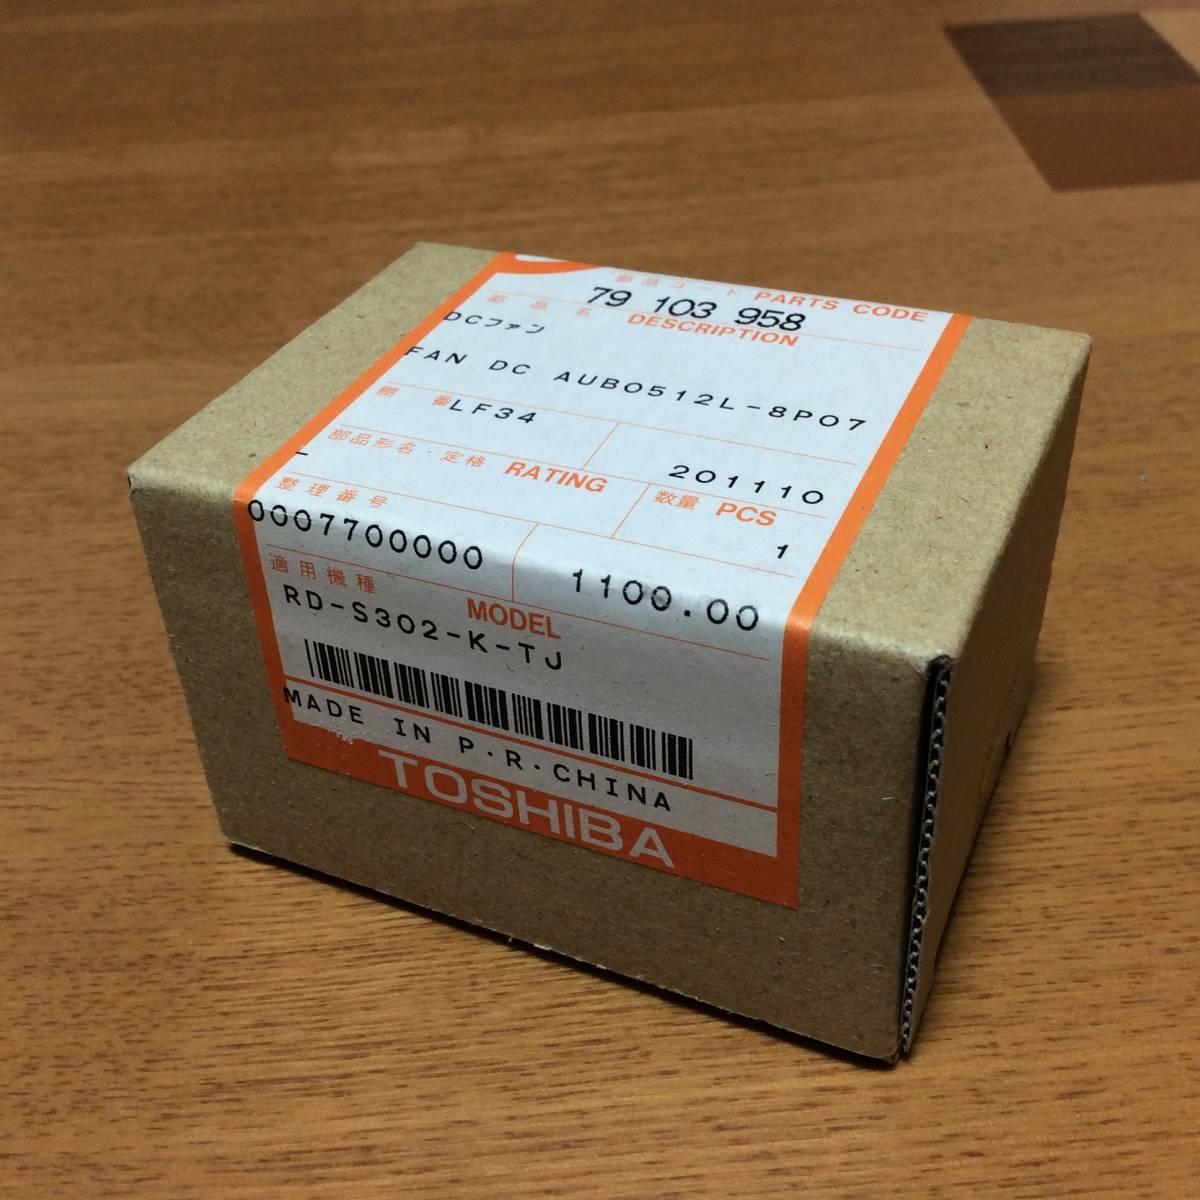 部品コード PARTS CODE
79 103 958
部品名 DESCRIPTION
DCファン
FAN DC AUB0512L-8P07
棚番 LF34
201110
部品形名・定格 RATING
-
数量 PCS
1
整理番号
0007700000
1100.00
適用機種 MODEL
RD-S302-K-TJ
MADE IN P.R.CHINA
TOSHIBA